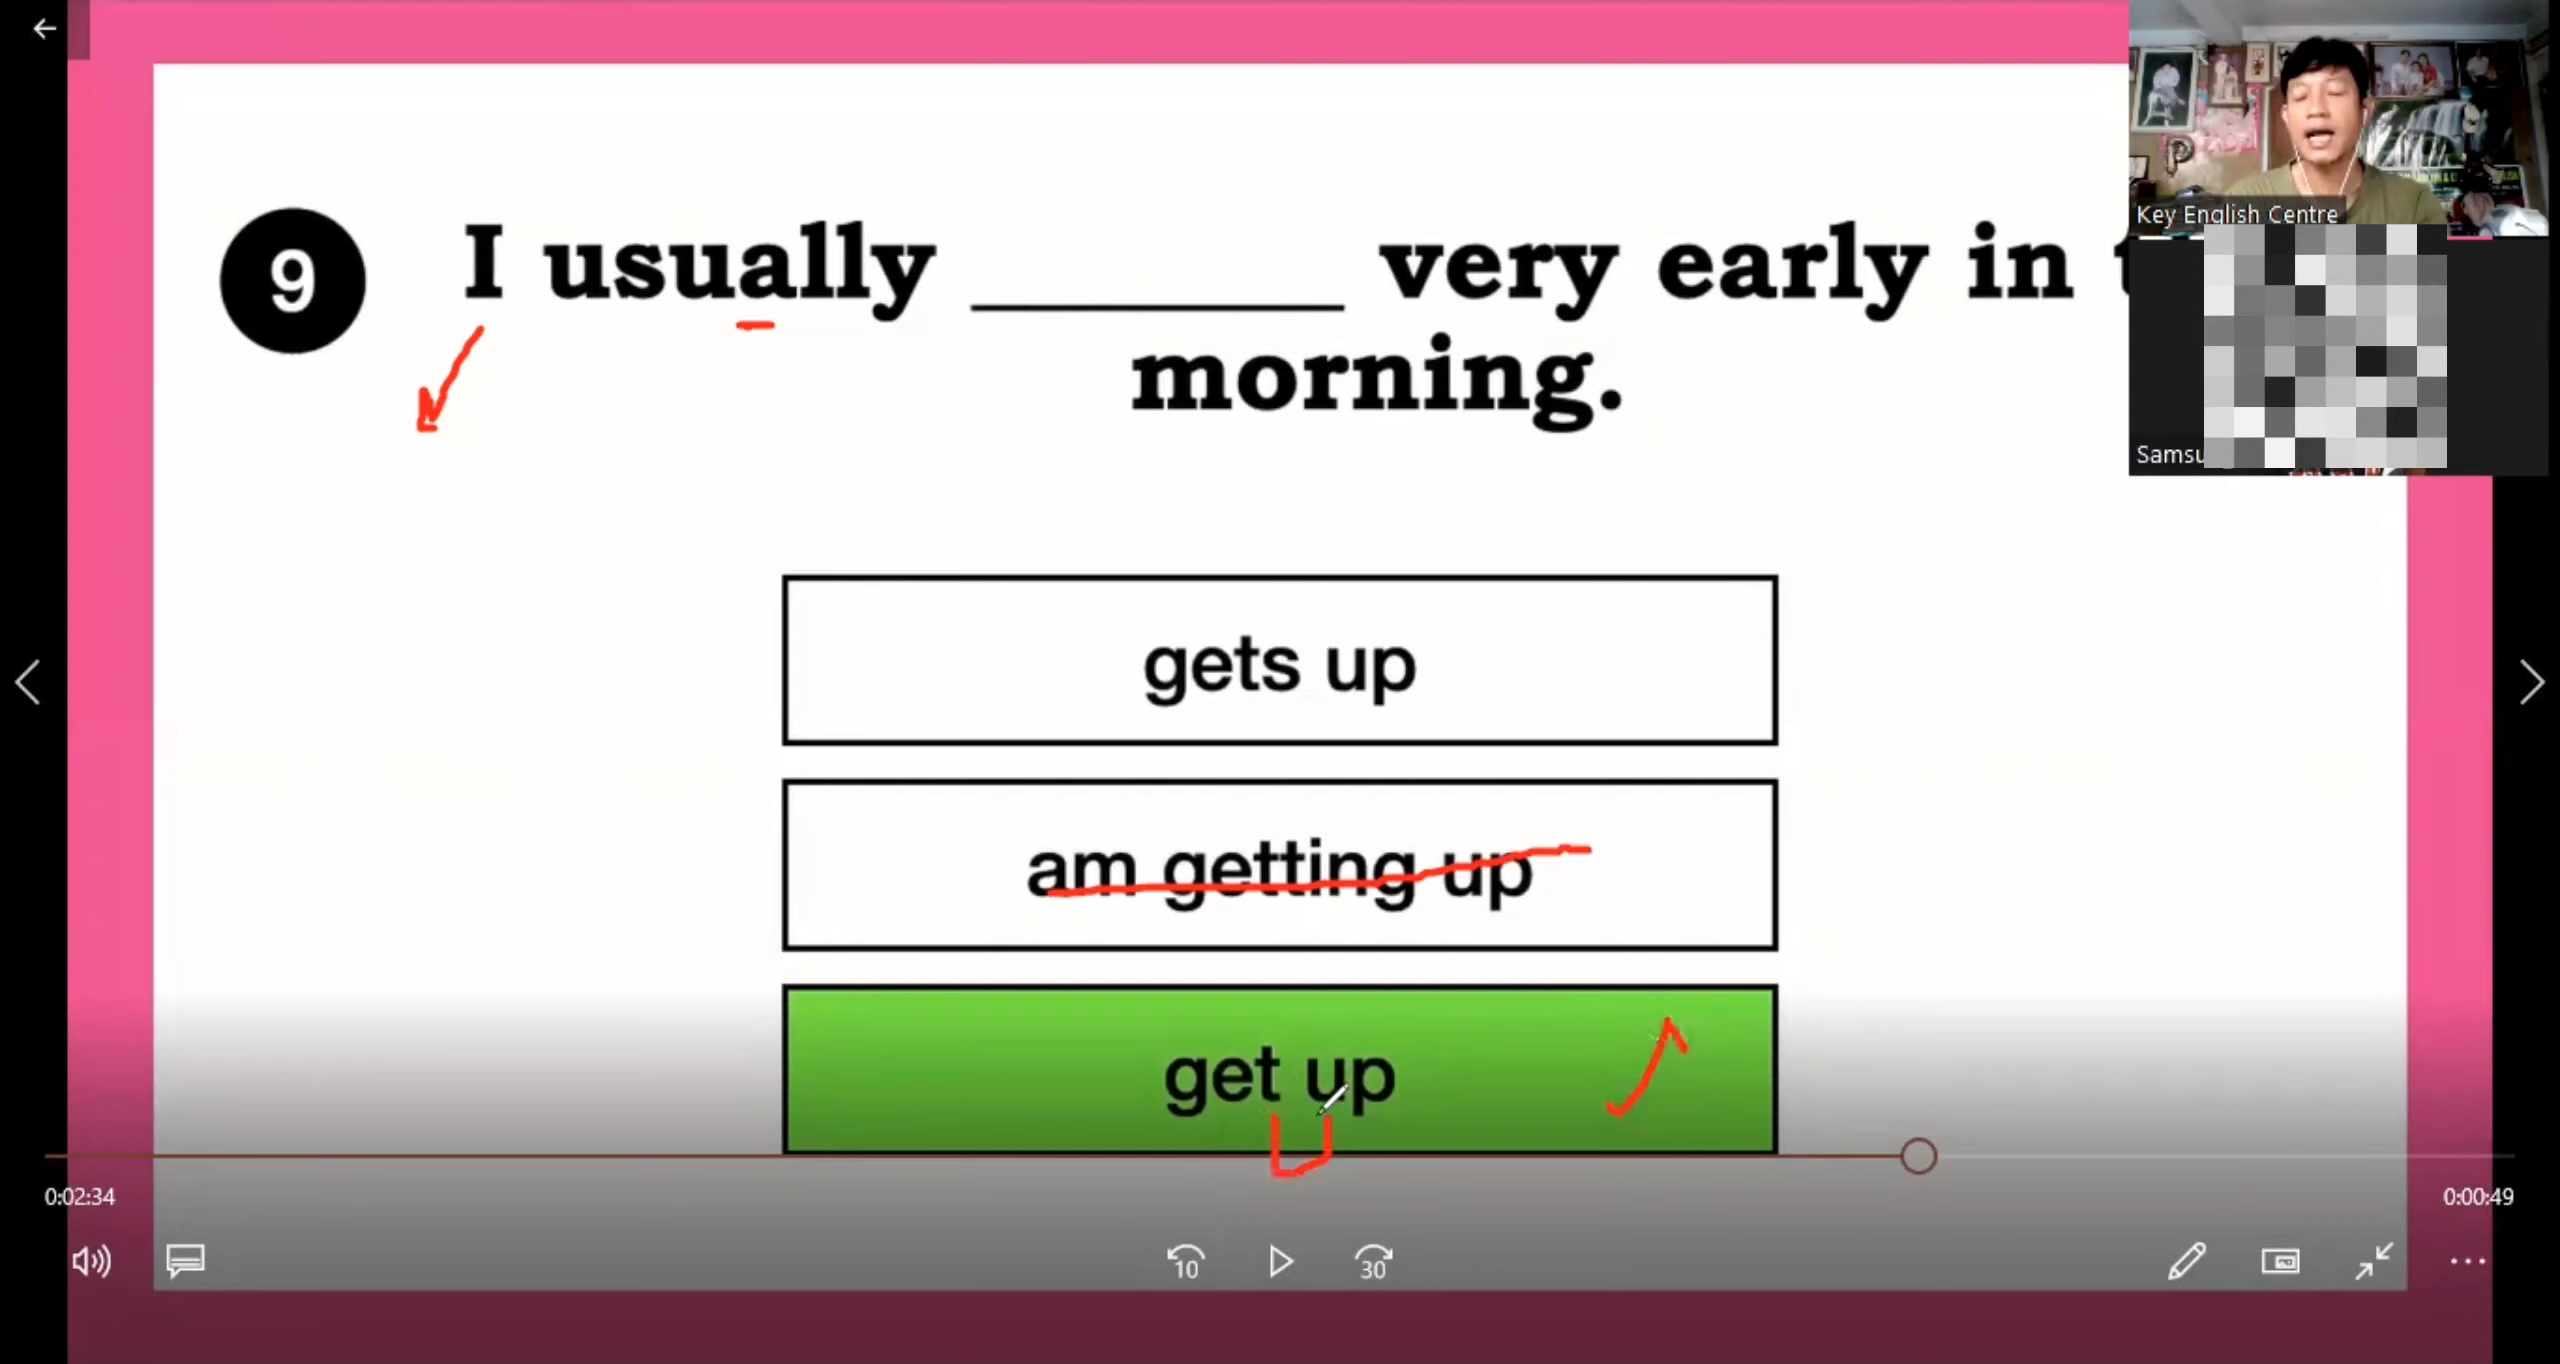 9 I usually ________ very early in
morning.
Key English Centre
gets up
am getting up
get up
0:02:34
0:00:49
10
30